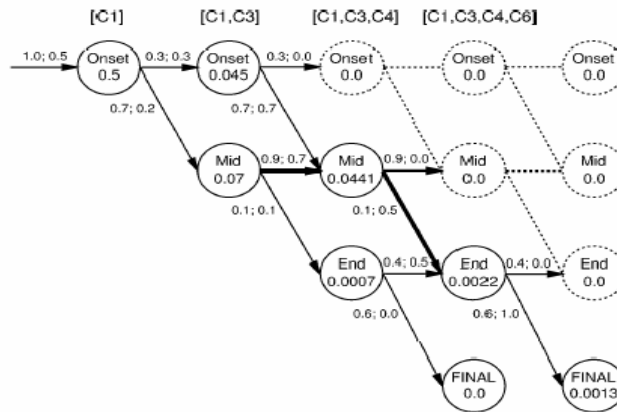 [C1] [C1,C3] [C1,C3,C4] [C1,C3,C4,C6]
1.0; 0.5 0.3; 0.3 0.3; 0.0
Onset Onset Onset Onset Onset
0.5 0.045 0.0 0.0 0.0
0.7; 0.2 0.7; 0.7
0.9; 0.7 0.9; 0.0
Mid Mid Mid Mid
0.07 0.0441 0.0 0.0
0.1; 0.1 0.1; 0.5
0.4; 0.5 0.4; 0.0
End End End
0.0007 0.0022 0.0
0.6; 0.0 0.6; 1.0
FINAL FINAL
0.0 0.0013